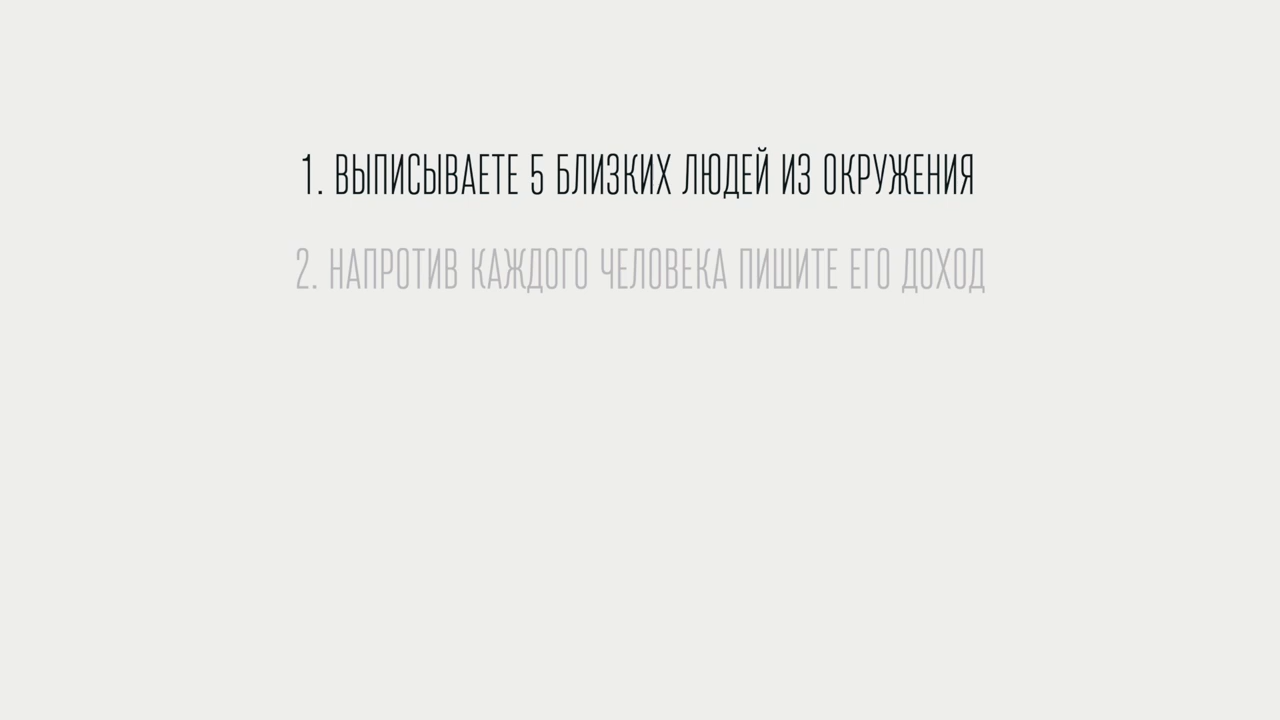 1. ВЫПИСЫВАЕТЕ 5 БЛИЗКИХ ЛЮДЕЙ ИЗ ОКРУЖЕНИЯ
2. НАПРОТИВ КАЖДОГО ЧЕЛОВЕКА ПИШИТЕ ЕГО ДОХОД